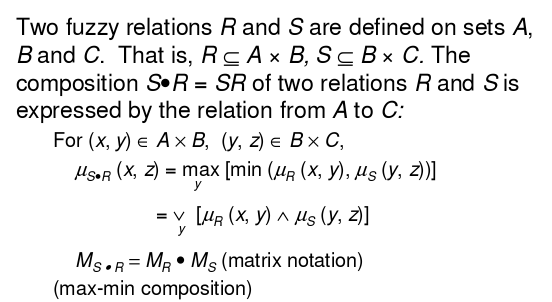 Two fuzzy relations R and S are defined on sets A,
B and C. That is, R ⊆ A × B, S ⊆ B × C. The
composition S•R = SR of two relations R and S is
expressed by the relation from A to C:
For (x, y) ∈ A × B, (y, z) ∈ B × C,
μS•R (x, z) = max [min (μR (x, y), μS (y, z))]
y
= ∨ [μR (x, y) ∧ μS (y, z)]
y
MS•R = MR • MS (matrix notation)
(max-min composition)